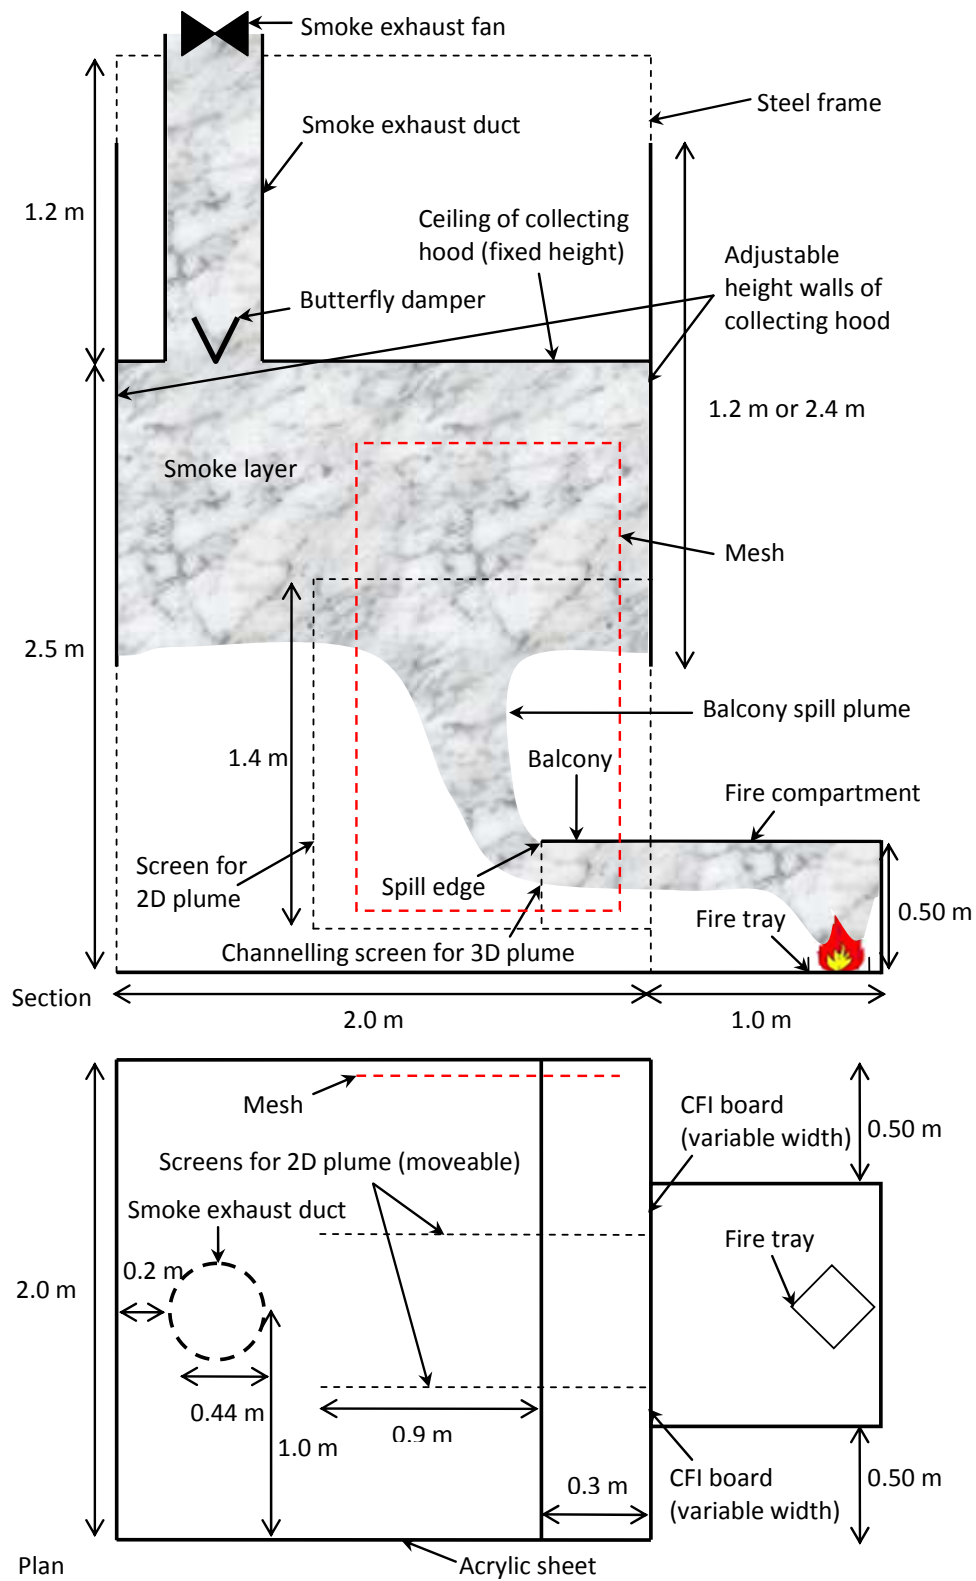 Smoke exhaust fan
Steel frame
Smoke exhaust duct
1.2 m
Ceiling of collecting
hood (fixed height)
Adjustable
height walls of
collecting hood
Butterfly damper
1.2 m or 2.4 m
Smoke layer
Mesh
2.5 m
Balcony spill plume
1.4 m
Balcony
Fire compartment
Screen for
2D plume
Spill edge
0.50 m
Fire tray
Channelling screen for 3D plume
Section
2.0 m
1.0 m
Mesh
CFI board
(variable width)
0.50 m
Screens for 2D plume (moveable)
Smoke exhaust duct
Fire tray
0.2 m
2.0 m
0.44 m
0.9 m
1.0 m
0.3 m
CFI board
(variable width)
0.50 m
Plan
Acrylic sheet